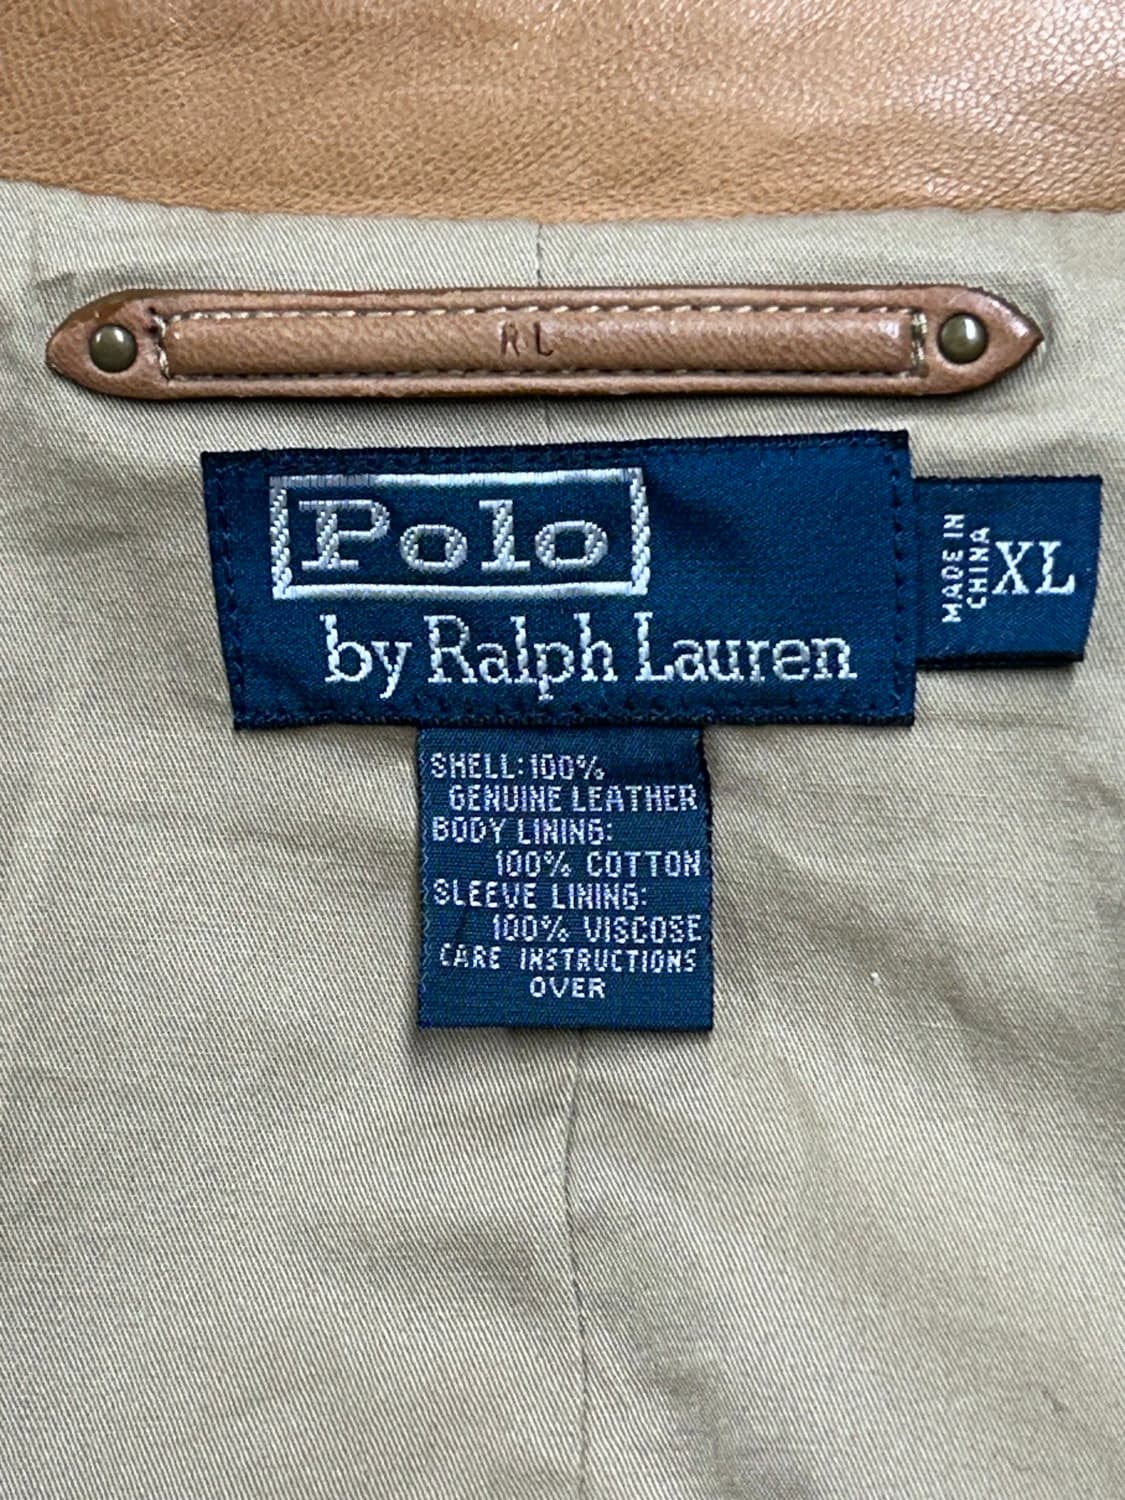 RL
Polo
by Ralph Lauren
MADE IN
CHINA
XL
SHELL:100%
GENUINE LEATHER
BODY LINING:
100% COTTON
SLEEVE LINING:
100% VISCOSE
CARE INSTRUCTIONS
OVER